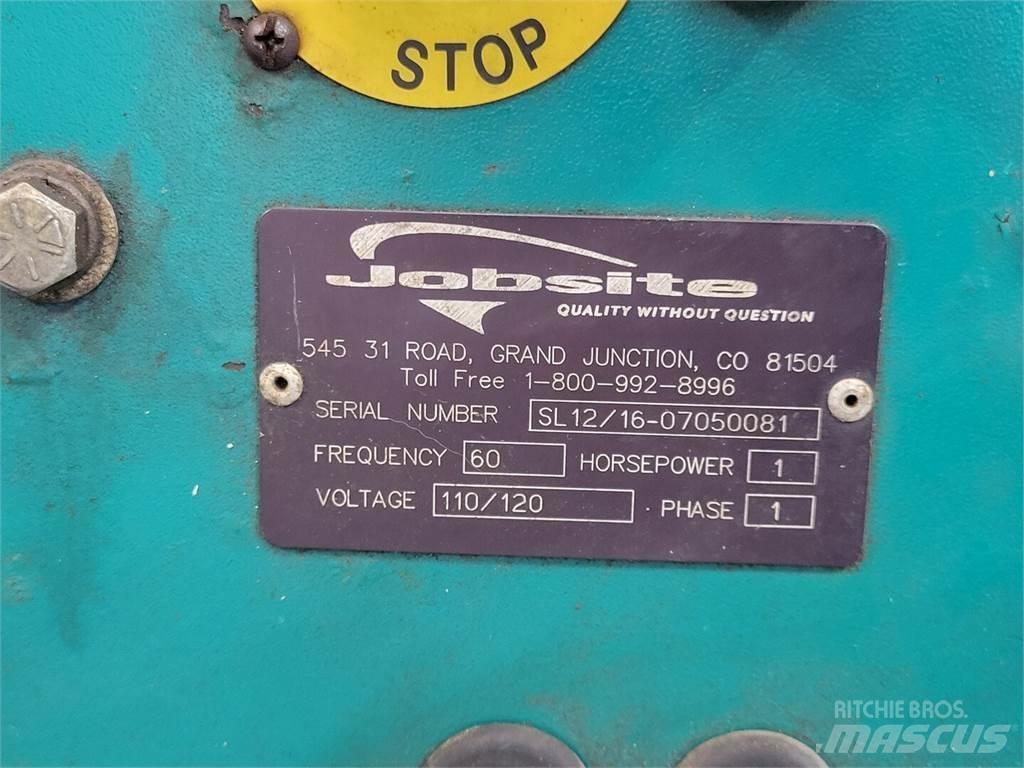 STOP
Jobsite
QUALITY WITHOUT QUESTION
545 31 ROAD, GRAND JUNCTION, CO 81504
Toll Free 1-800-992-8996
SERIAL NUMBER SL12/16-07050081
FREQUENCY 60 HORSEPOWER 1
VOLTAGE 110/120 PHASE 1
RITCHIE BROS.
MASCUS